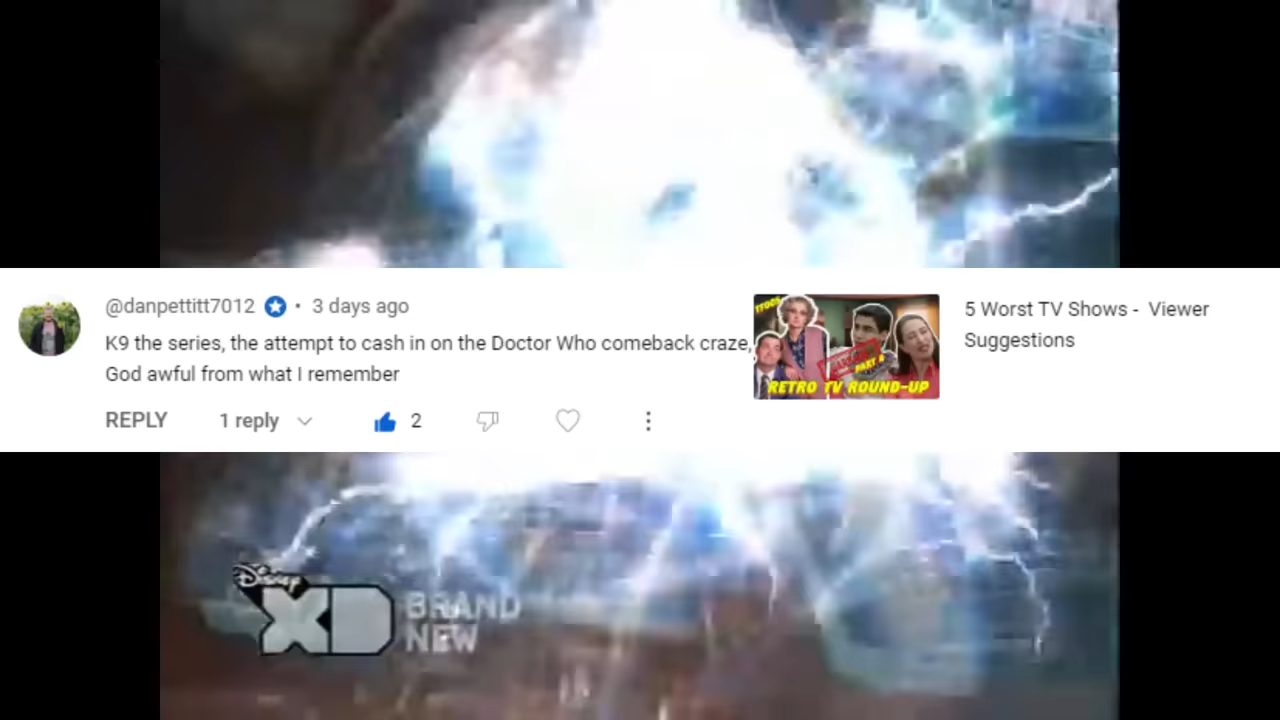 @danpettitt7012 • 3 days ago
K9 the series, the attempt to cash in on the Doctor Who comeback craze,
God awful from what I remember
REPLY 1 reply 2
RETRO TV ROUND-UP
PART 6
5 Worst TV Shows - Viewer
Suggestions
Disney
XD BRAND
NEW